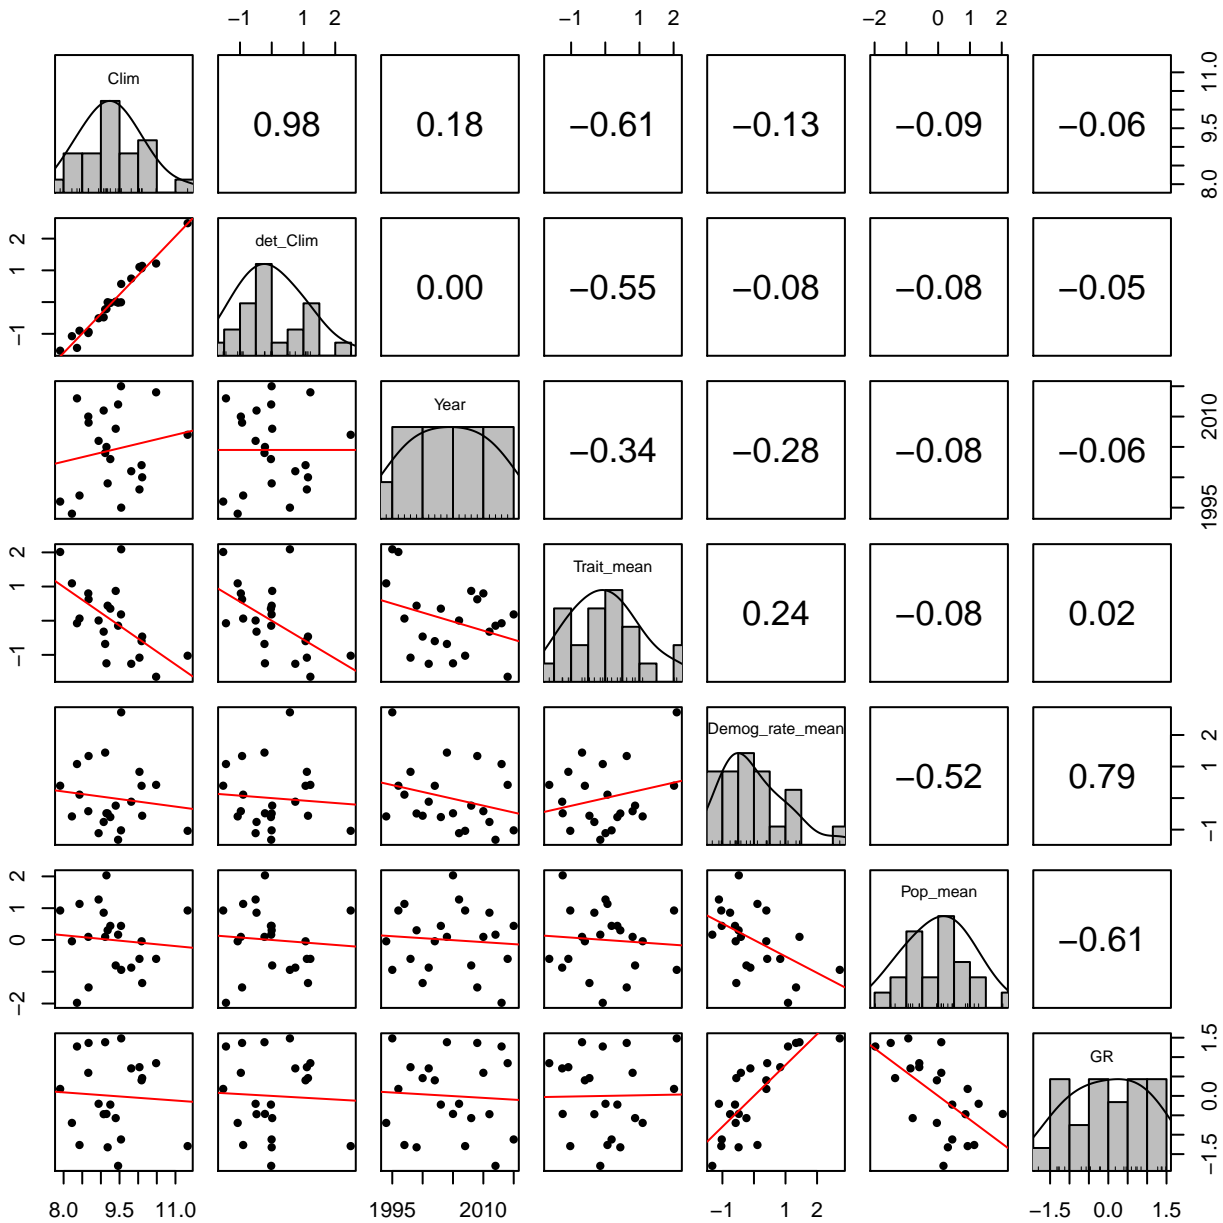 −1 1 2 −1 1 2 −2 0 2
Clim 0.98 0.18 −0.61 −0.13 −0.09 −0.06 8.0 9.5 11.0
−1 1 2 det_Clim 0.00 −0.55 −0.08 −0.08 −0.05
Year −0.34 −0.28 −0.08 −0.06 1995 2010
−1 0 1 2 Trait_mean 0.24 −0.08 0.02
Demog_rate_mean −0.52 0.79 −1 1 2
−2 0 1 2 Pop_mean −0.61
GR −1.5 0.0 1.0 1.5
8.0 9.5 11.0 1995 2010 −1 1 2 −1.5 0.0 1.5